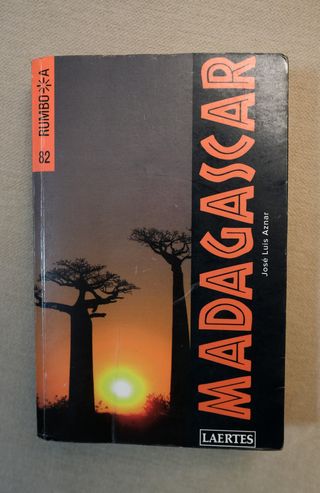 RUMBO A
82
MADAGASCAR
José Luis Aznar
LAERTES